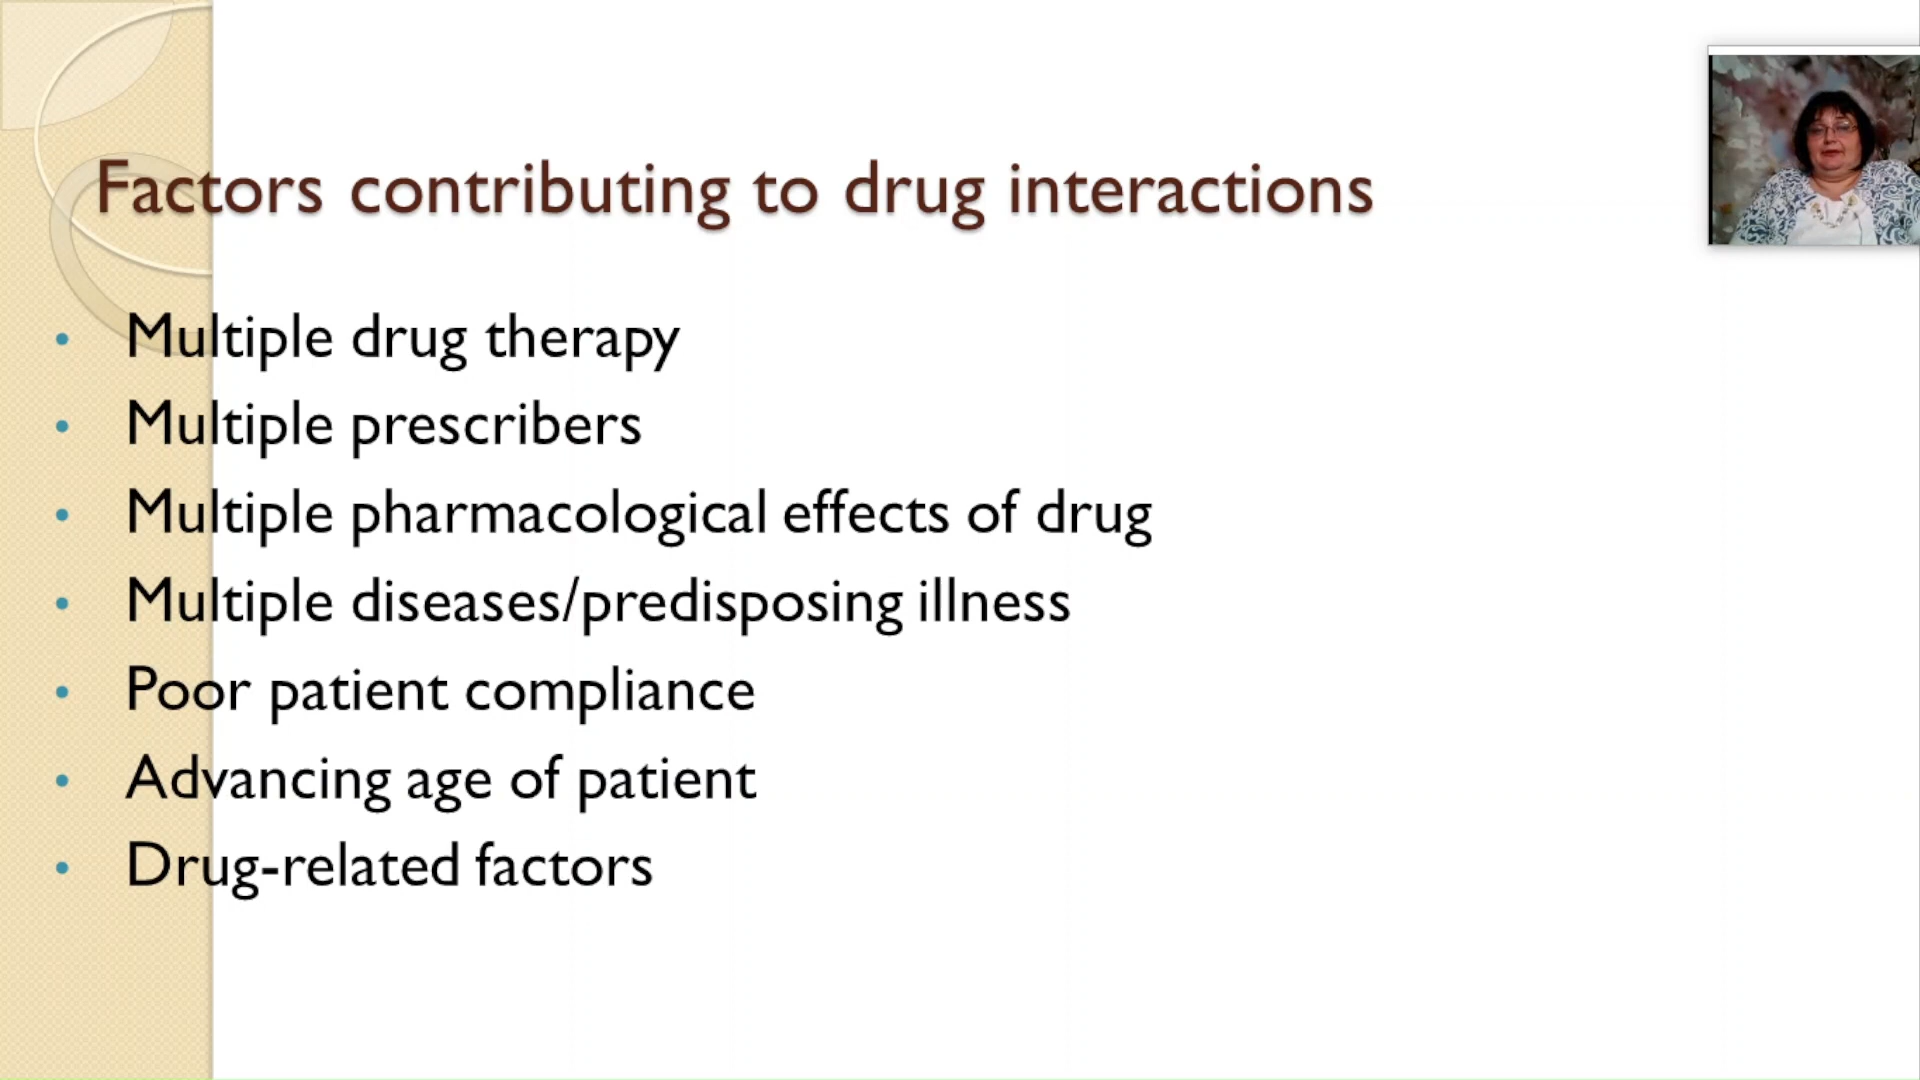 Factors contributing to drug interactions
• Multiple drug therapy
• Multiple prescribers
• Multiple pharmacological effects of drug
• Multiple diseases/predisposing illness
• Poor patient compliance
• Advancing age of patient
• Drug-related factors